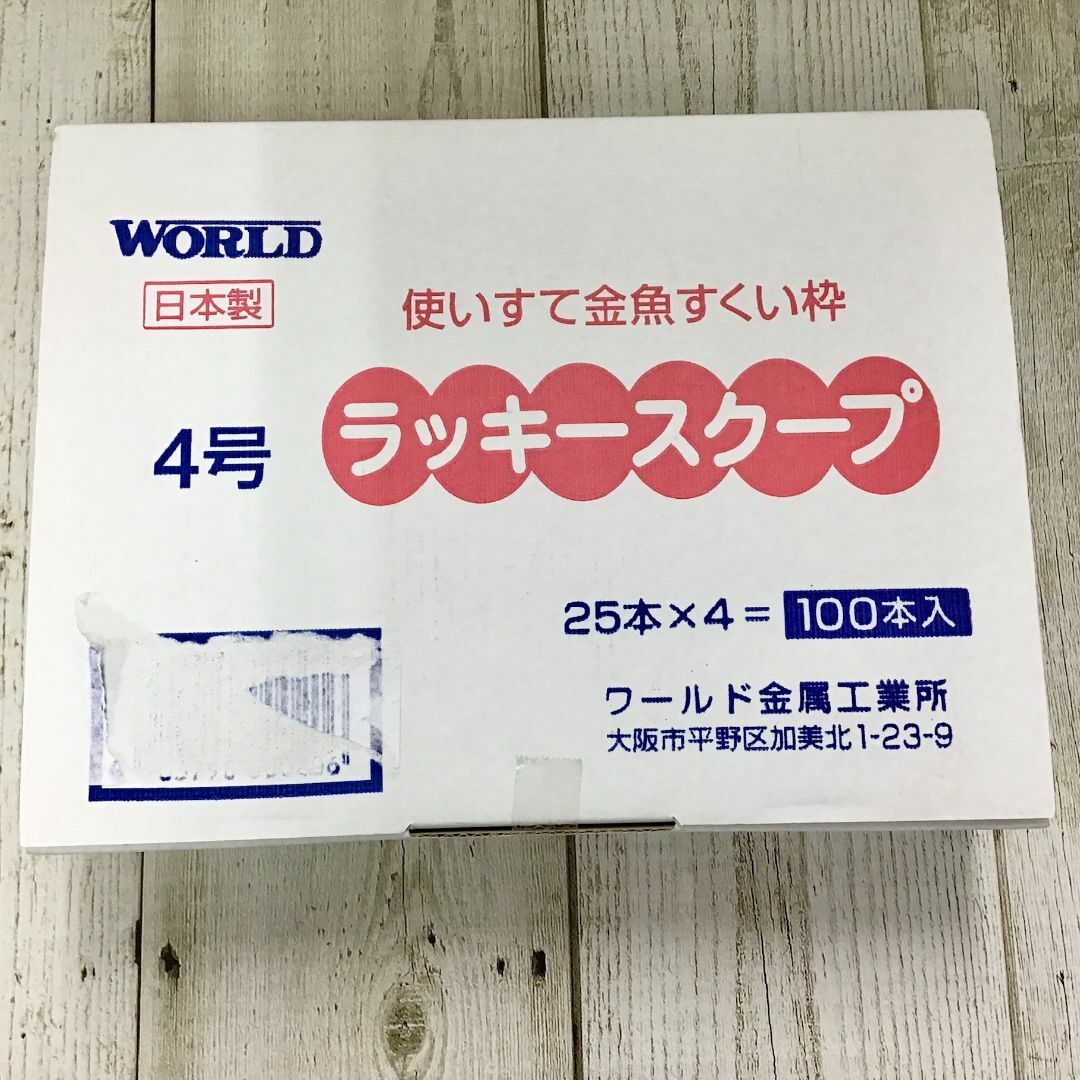 WORLD
日本製
使いすて金魚すくい枠
4号
ラッキースクープ
25本×4=100本入
ワールド金属工業所
大阪市平野区加美北1-23-9